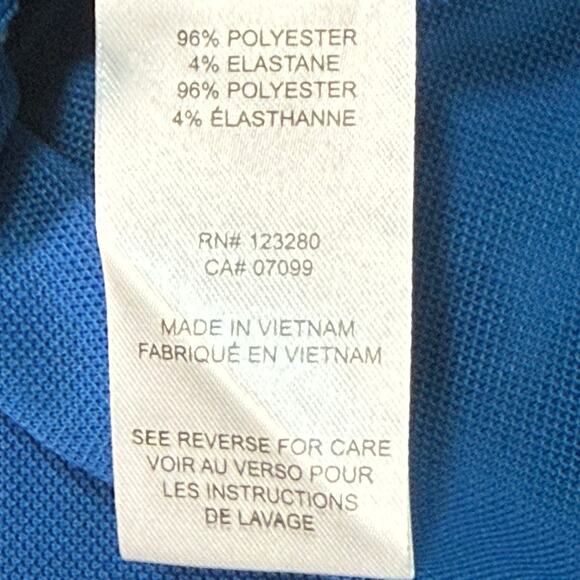 96% POLYESTER
4% ELASTANE
96% POLYESTER
4% ÉLASTHANNE
RN# 123280
CA# 07099
MADE IN VIETNAM
FABRIQUÉ EN VIETNAM
SEE REVERSE FOR CARE
VOIR AU VERSO POUR
LES INSTRUCTIONS
DE LAVAGE